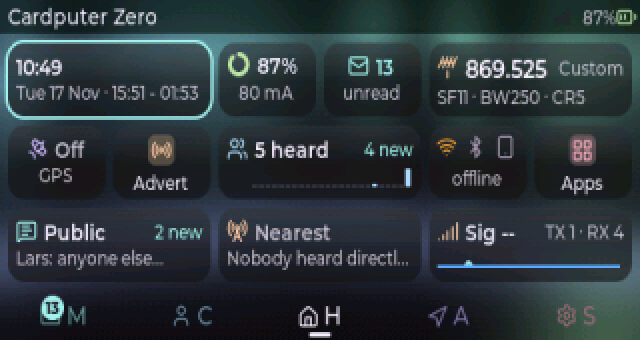 Cardputer Zero 87%
10:49
Tue 17 Nov · 15:51 - 01:53
87%
80 mA
13
unread
869.525 Custom
SF11 · BW250 · CR5
Off
GPS
Advert
5 heard 4 new
offline
Apps
Public 2 new
Lars: anyone else...
Nearest
Nobody heard directl...
Sig -- TX 1 · RX 4
13 M C H A S